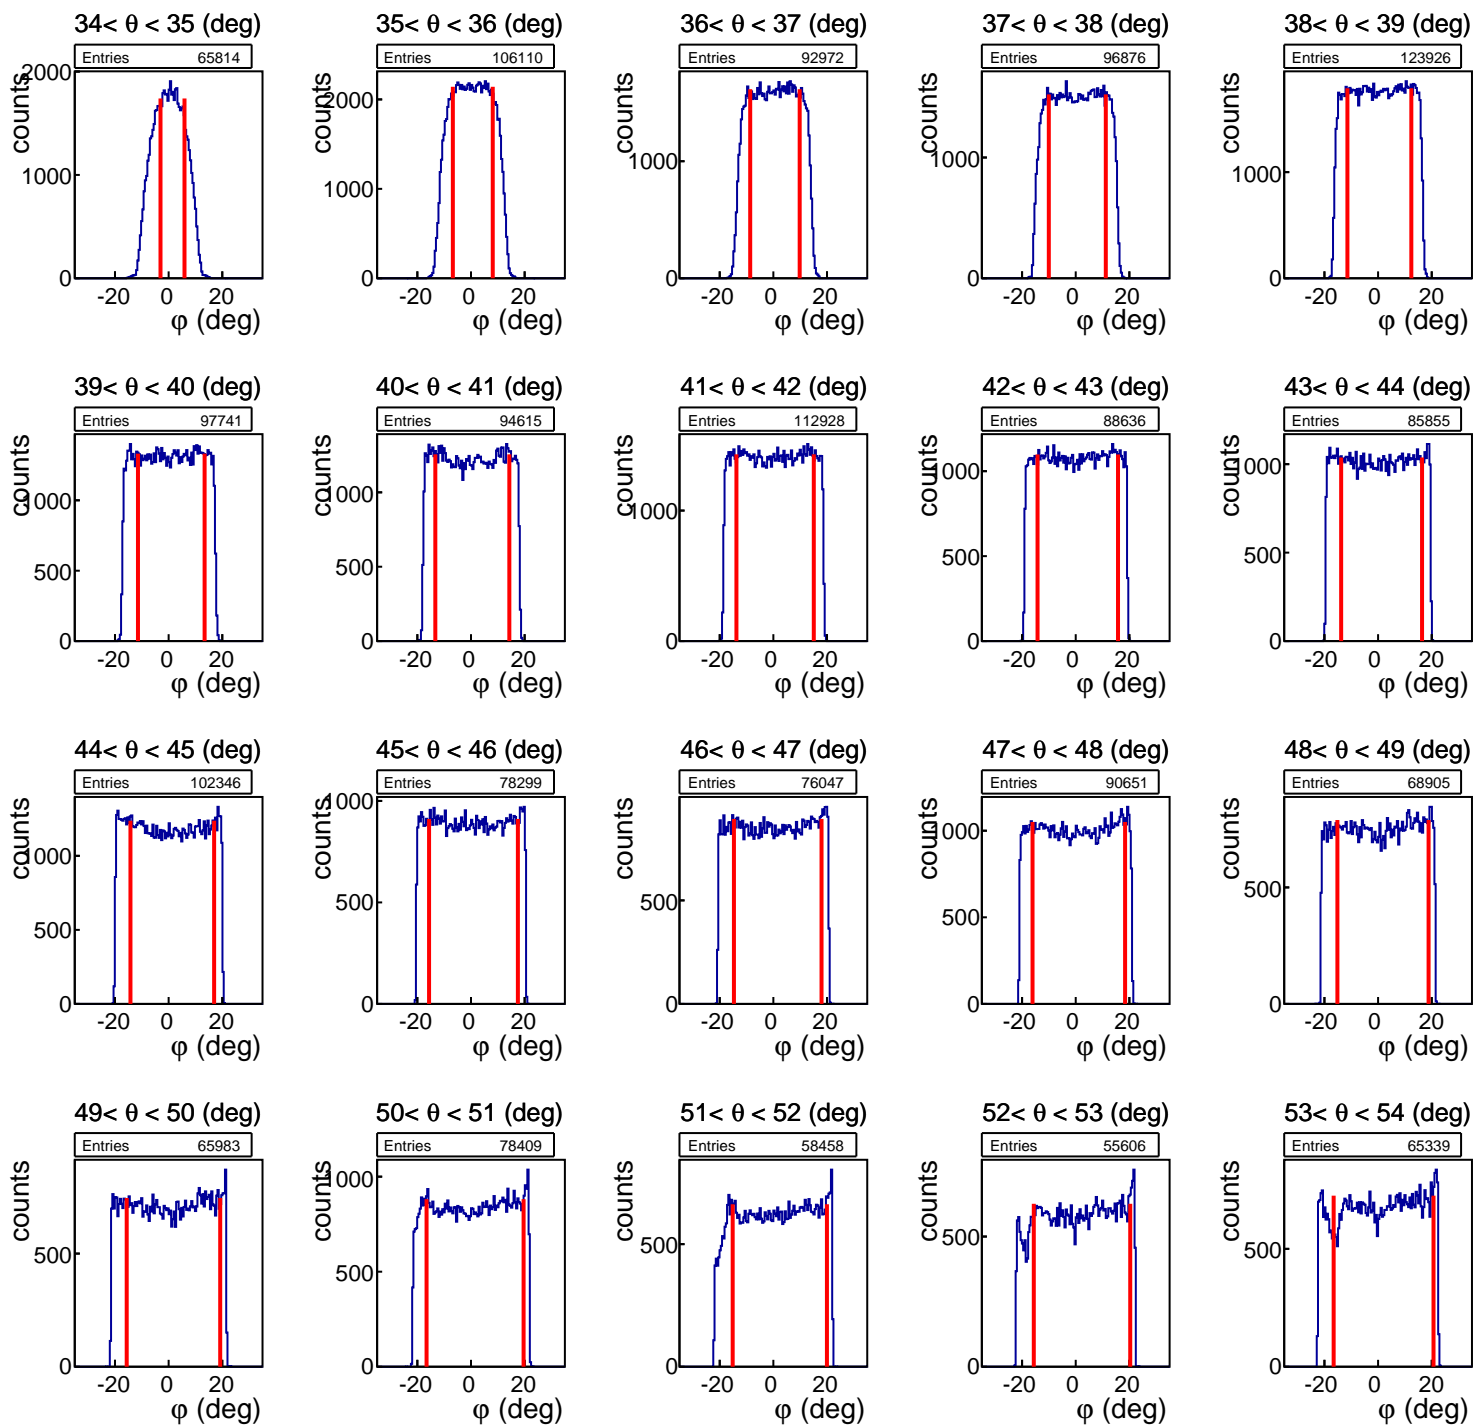 34< θ < 35 (deg)
Entries 65814
counts
2000
1000
0
-20 0 20
φ (deg)
35< θ < 36 (deg)
Entries 106110
counts
2000
1000
0
-20 0 20
φ (deg)
36< θ < 37 (deg)
Entries 92972
counts
1000
0
-20 0 20
φ (deg)
37< θ < 38 (deg)
Entries 96876
counts
1000
0
-20 0 20
φ (deg)
38< θ < 39 (deg)
Entries 123926
counts
1000
0
-20 0 20
φ (deg)
39< θ < 40 (deg)
Entries 97741
counts
1000
500
0
-20 0 20
φ (deg)
40< θ < 41 (deg)
Entries 94615
counts
1000
500
0
-20 0 20
φ (deg)
41< θ < 42 (deg)
Entries 112928
counts
1000
0
-20 0 20
φ (deg)
42< θ < 43 (deg)
Entries 88636
counts
1000
500
0
-20 0 20
φ (deg)
43< θ < 44 (deg)
Entries 85855
counts
1000
500
0
-20 0 20
φ (deg)
44< θ < 45 (deg)
Entries 102346
counts
1000
500
0
-20 0 20
φ (deg)
45< θ < 46 (deg)
Entries 78299
counts
1000
500
0
-20 0 20
φ (deg)
46< θ < 47 (deg)
Entries 76047
counts
500
0
-20 0 20
φ (deg)
47< θ < 48 (deg)
Entries 90651
counts
1000
500
0
-20 0 20
φ (deg)
48< θ < 49 (deg)
Entries 68905
counts
500
0
-20 0 20
φ (deg)
49< θ < 50 (deg)
Entries 65983
counts
500
0
-20 0 20
φ (deg)
50< θ < 51 (deg)
Entries 78409
counts
1000
500
0
-20 0 20
φ (deg)
51< θ < 52 (deg)
Entries 58458
counts
500
0
-20 0 20
φ (deg)
52< θ < 53 (deg)
Entries 55606
counts
500
0
-20 0 20
φ (deg)
53< θ < 54 (deg)
Entries 65339
counts
500
0
-20 0 20
φ (deg)